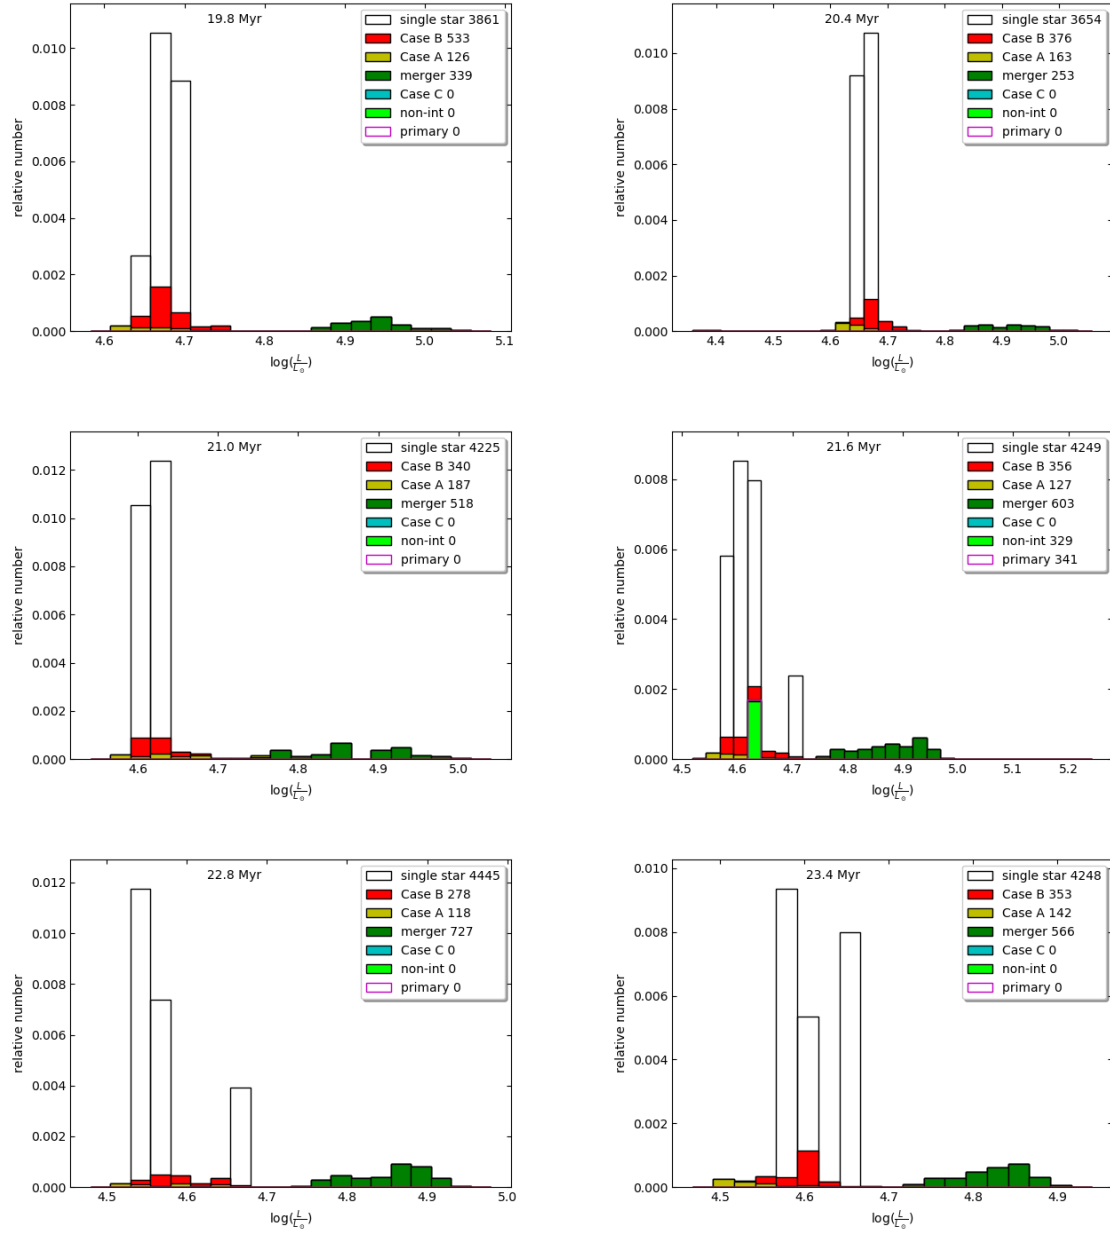 19.8 Myr
single star 3861
Case B 533
Case A 126
merger 339
Case C 0
non-int 0
primary 0
relative number
0.010
0.008
0.006
0.004
0.002
0.000
4.6 4.7 4.8 4.9 5.0 5.1
log(L/L₀)
20.4 Myr
single star 3654
Case B 376
Case A 163
merger 253
Case C 0
non-int 0
primary 0
relative number
0.010
0.008
0.006
0.004
0.002
0.000
4.4 4.5 4.6 4.7 4.8 4.9 5.0
log(L/L₀)
21.0 Myr
single star 4225
Case B 340
Case A 187
merger 518
Case C 0
non-int 0
primary 0
relative number
0.012
0.010
0.008
0.006
0.004
0.002
0.000
4.6 4.7 4.8 4.9 5.0
log(L/L₀)
21.6 Myr
single star 4249
Case B 356
Case A 127
merger 603
Case C 0
non-int 329
primary 341
relative number
0.008
0.006
0.004
0.002
0.000
4.5 4.6 4.7 4.8 4.9 5.0 5.1 5.2
log(L/L₀)
22.8 Myr
single star 4445
Case B 278
Case A 118
merger 727
Case C 0
non-int 0
primary 0
relative number
0.012
0.010
0.008
0.006
0.004
0.002
0.000
4.5 4.6 4.7 4.8 4.9 5.0
log(L/L₀)
23.4 Myr
single star 4248
Case B 353
Case A 142
merger 566
Case C 0
non-int 0
primary 0
relative number
0.010
0.008
0.006
0.004
0.002
0.000
4.5 4.6 4.7 4.8 4.9
log(L/L₀)